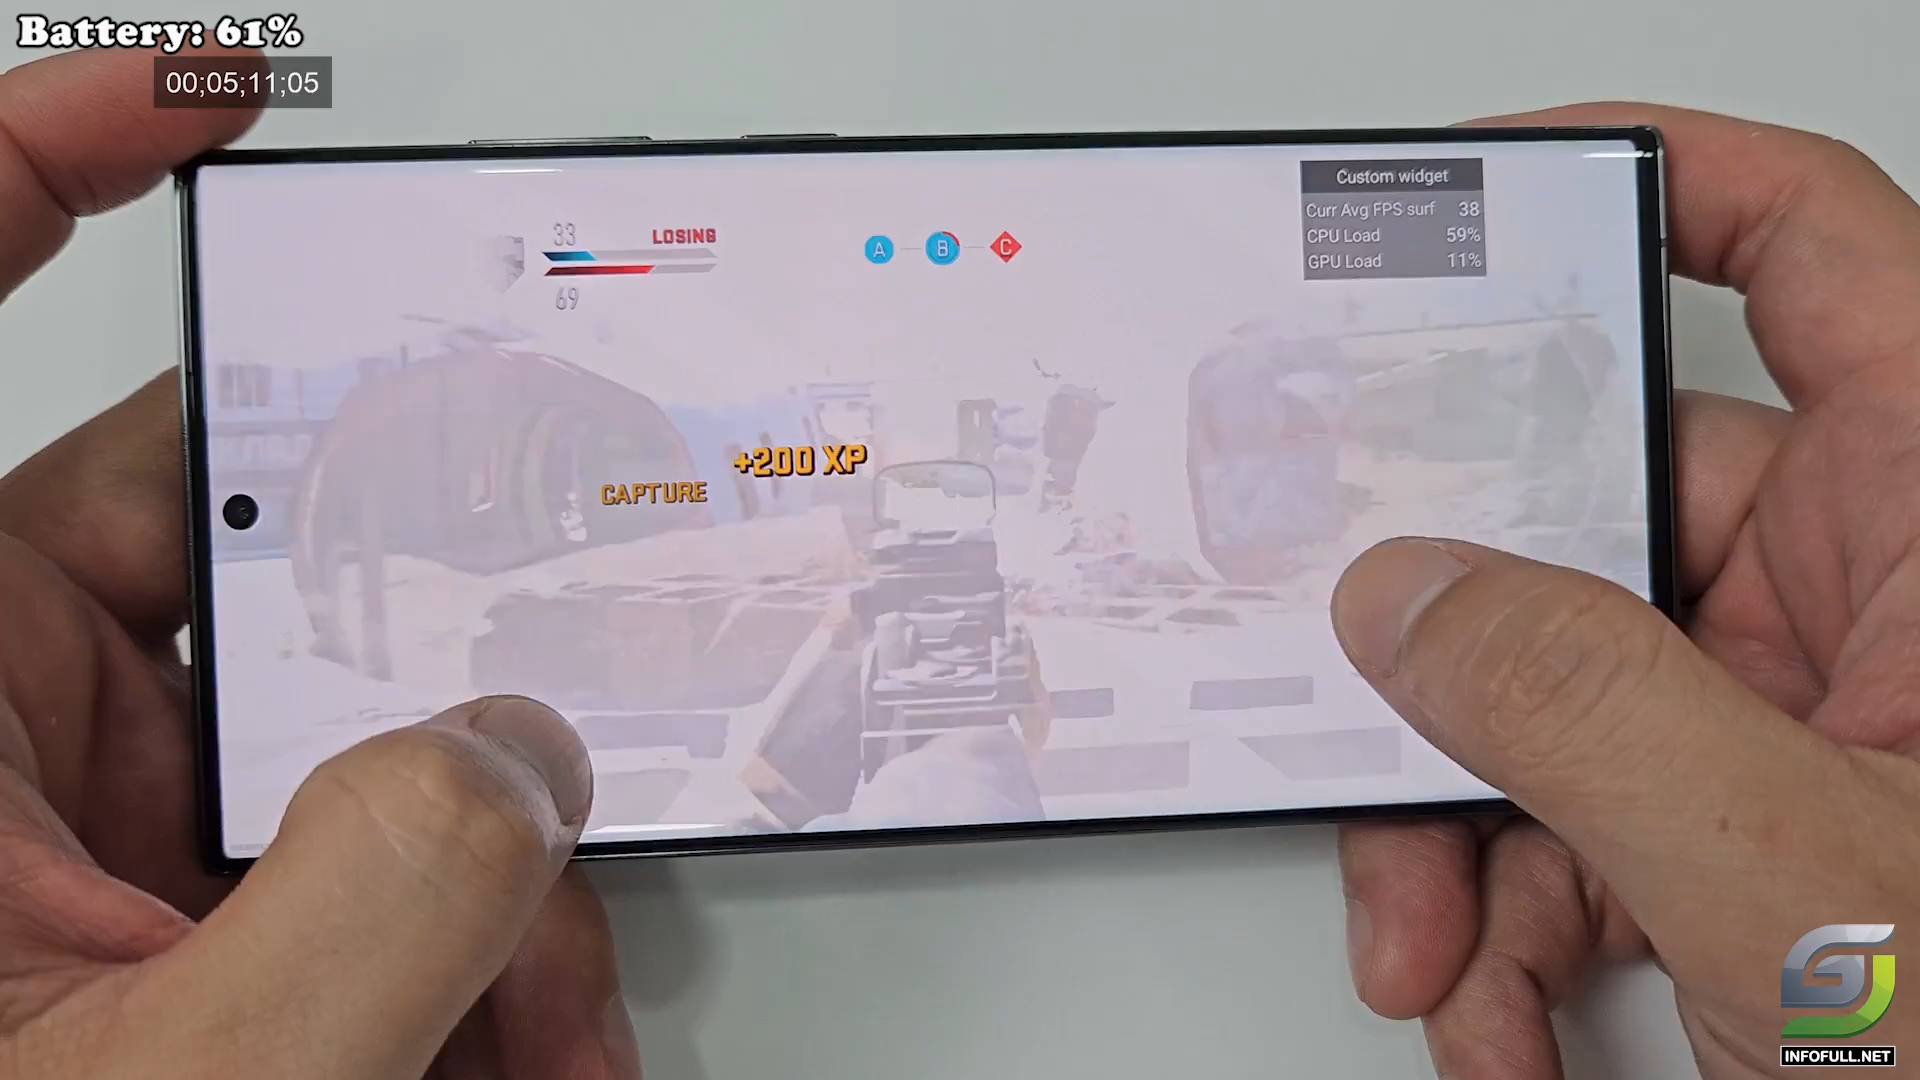 Battery: 61%
00;05;11;05
Custom widget
Curr Avg FPS surf 38
CPU Load 59%
GPU Load 11%
33 LOSING
69
A B C
+200 XP
CAPTURE
INFOFULL.NET